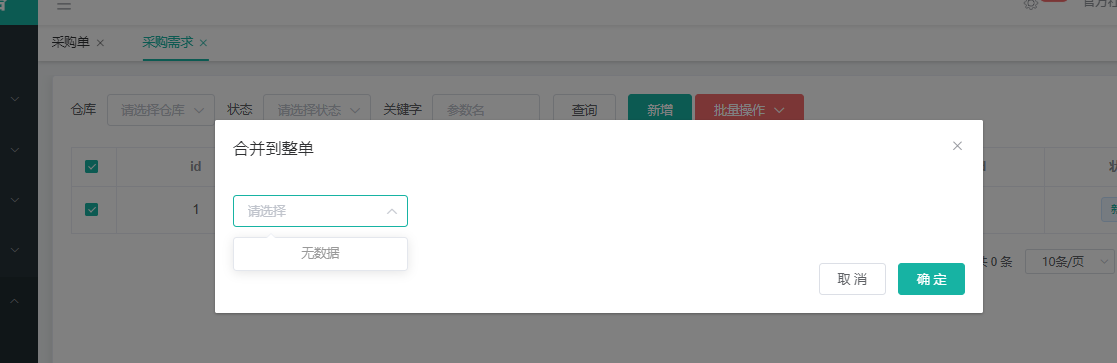 官方社
采购单
采购需求
仓库 请选择仓库 状态 请选择状态 关键字 参数名 查询 新增 批量操作
合并到整单
id
1
请选择
无数据
共 0 条 10条/页
取消 确定